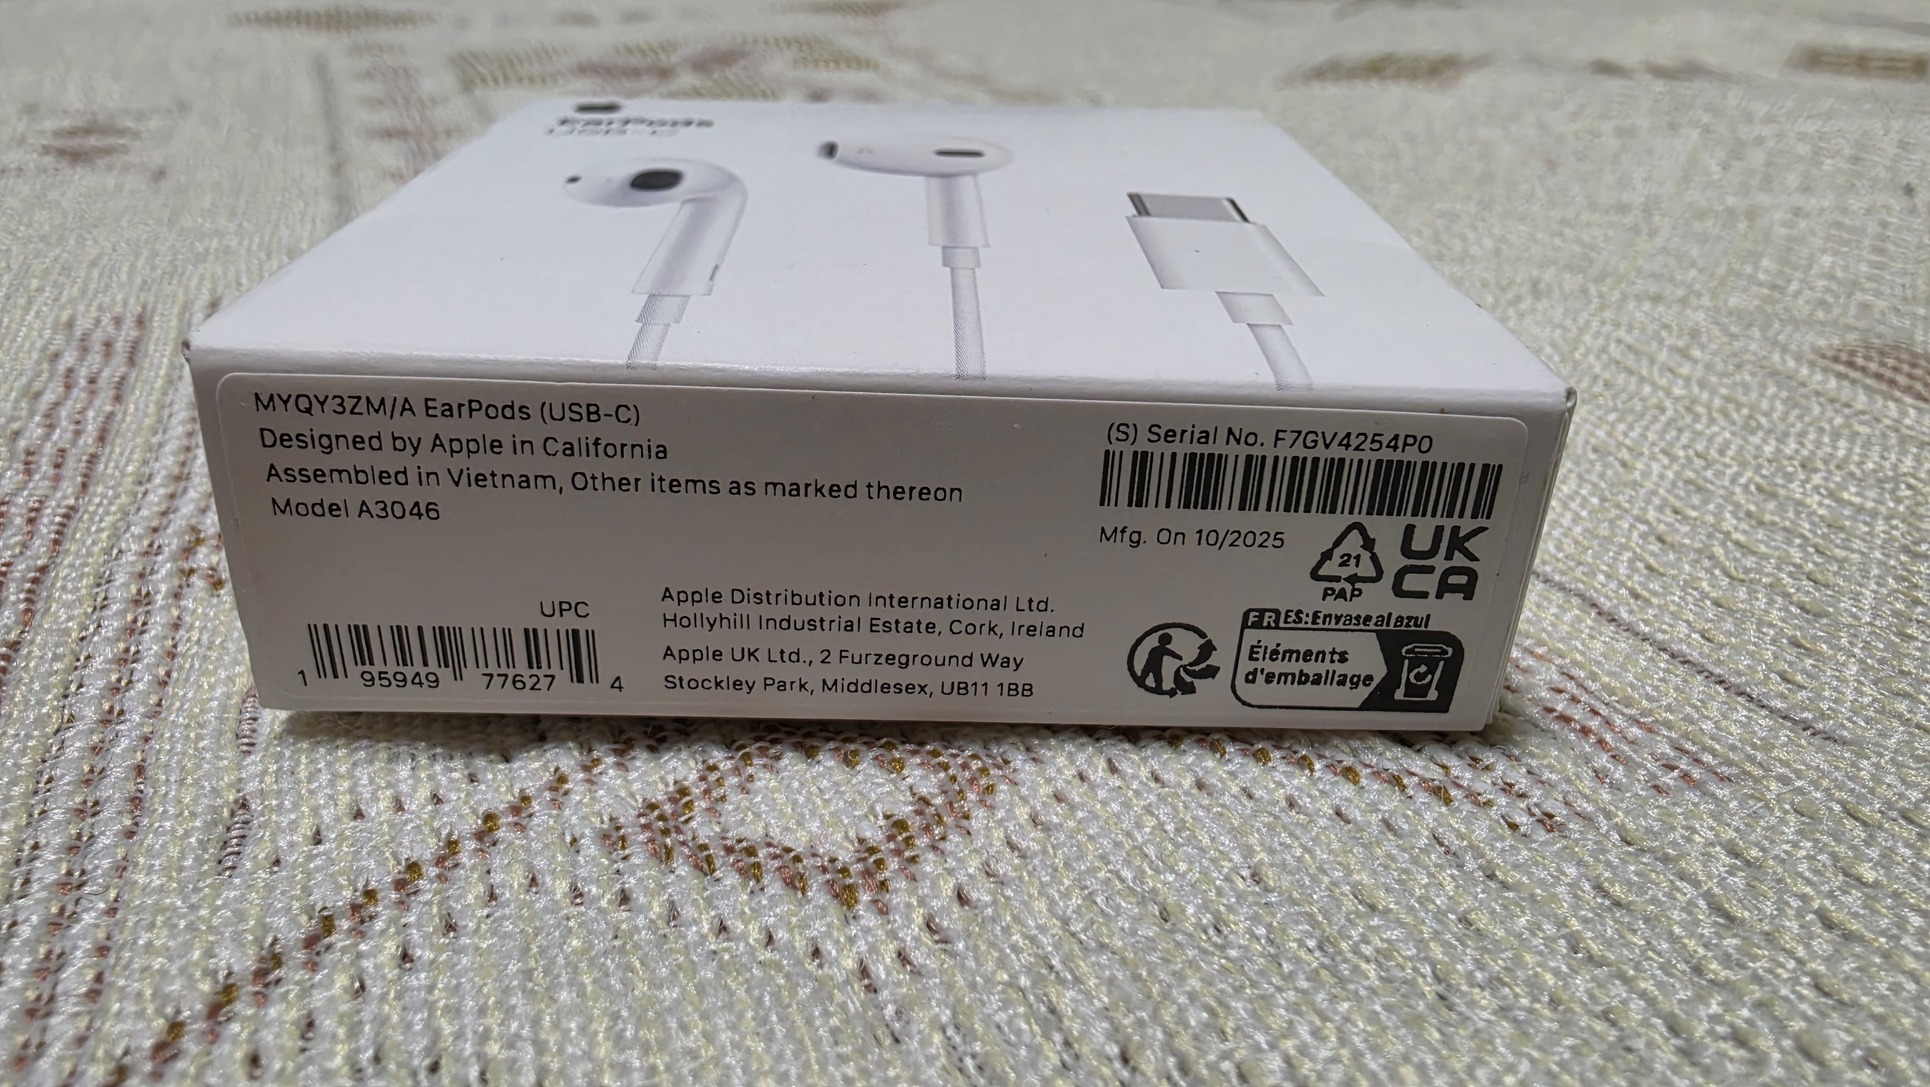 EarPods
USB-C
MYQY3ZM/A EarPods (USB-C)
Designed by Apple in California
Assembled in Vietnam, Other items as marked thereon
Model A3046
(S) Serial No. F7GV4254P0
Mfg. On 10/2025
21
PAP
UK
CA
UPC
1 95949 77627 4
Apple Distribution International Ltd.
Hollyhill Industrial Estate, Cork, Ireland
Apple UK Ltd., 2 Furzeground Way
Stockley Park, Middlesex, UB11 1BB
FR ES:Envase al azul
Éléments
d'emballage